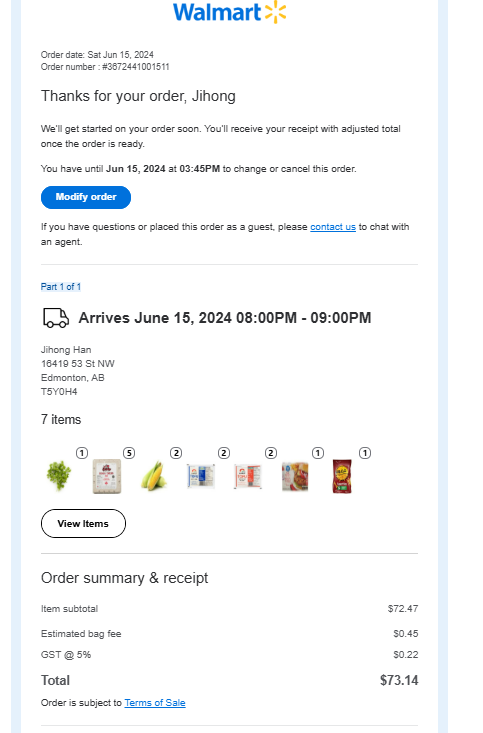 Walmart
Order date: Sat Jun 15, 2024
Order number : #3672441001511
Thanks for your order, Jihong
We'll get started on your order soon. You'll receive your receipt with adjusted total
once the order is ready.
You have until Jun 15, 2024 at 03:45PM to change or cancel this order.
Modify order
If you have questions or placed this order as a guest, please contact us to chat with
an agent.
Part 1 of 1
Arrives June 15, 2024 08:00PM - 09:00PM
Jihong Han
16419 53 St NW
Edmonton, AB
T5Y0H4
7 items
1 5 2 2 2 1 1
View Items
Order summary & receipt
Item subtotal $72.47
Estimated bag fee $0.45
GST @ 5% $0.22
Total $73.14
Order is subject to Terms of Sale